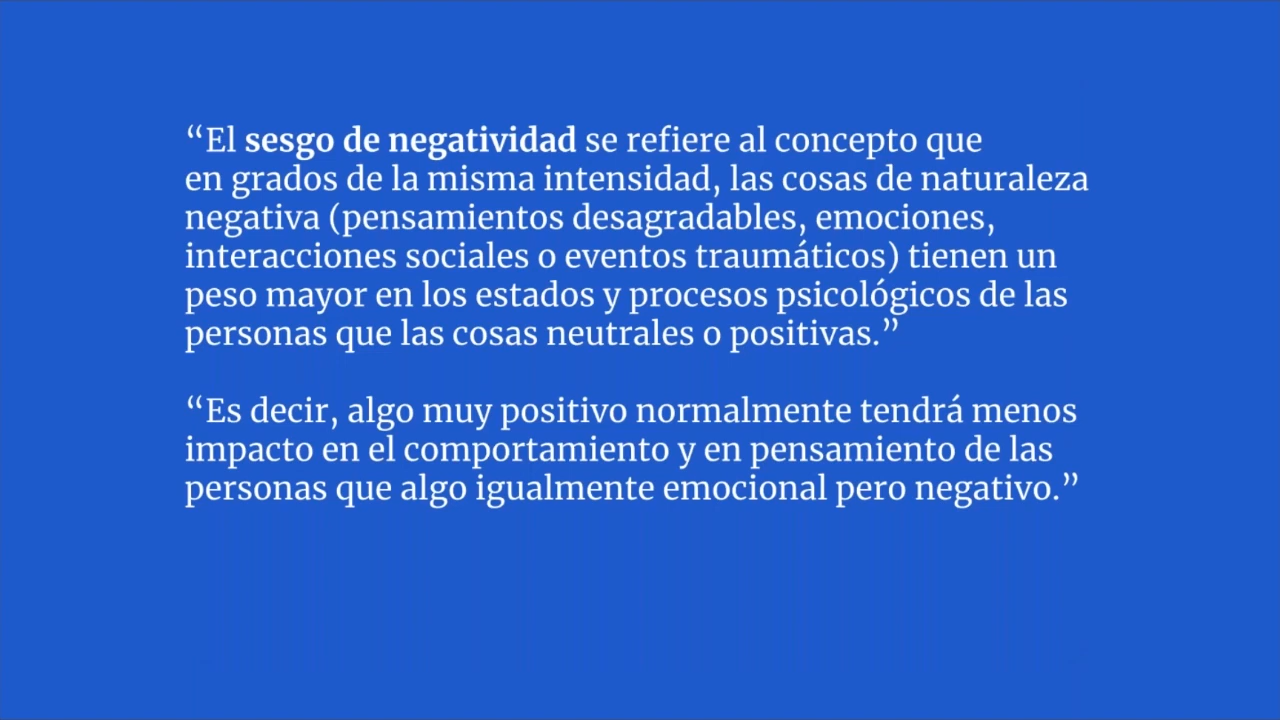 “El sesgo de negatividad se refiere al concepto que
en grados de la misma intensidad, las cosas de naturaleza
negativa (pensamientos desagradables, emociones,
interacciones sociales o eventos traumáticos) tienen un
peso mayor en los estados y procesos psicológicos de las
personas que las cosas neutrales o positivas.”
“Es decir, algo muy positivo normalmente tendrá menos
impacto en el comportamiento y en pensamiento de las
personas que algo igualmente emocional pero negativo.”